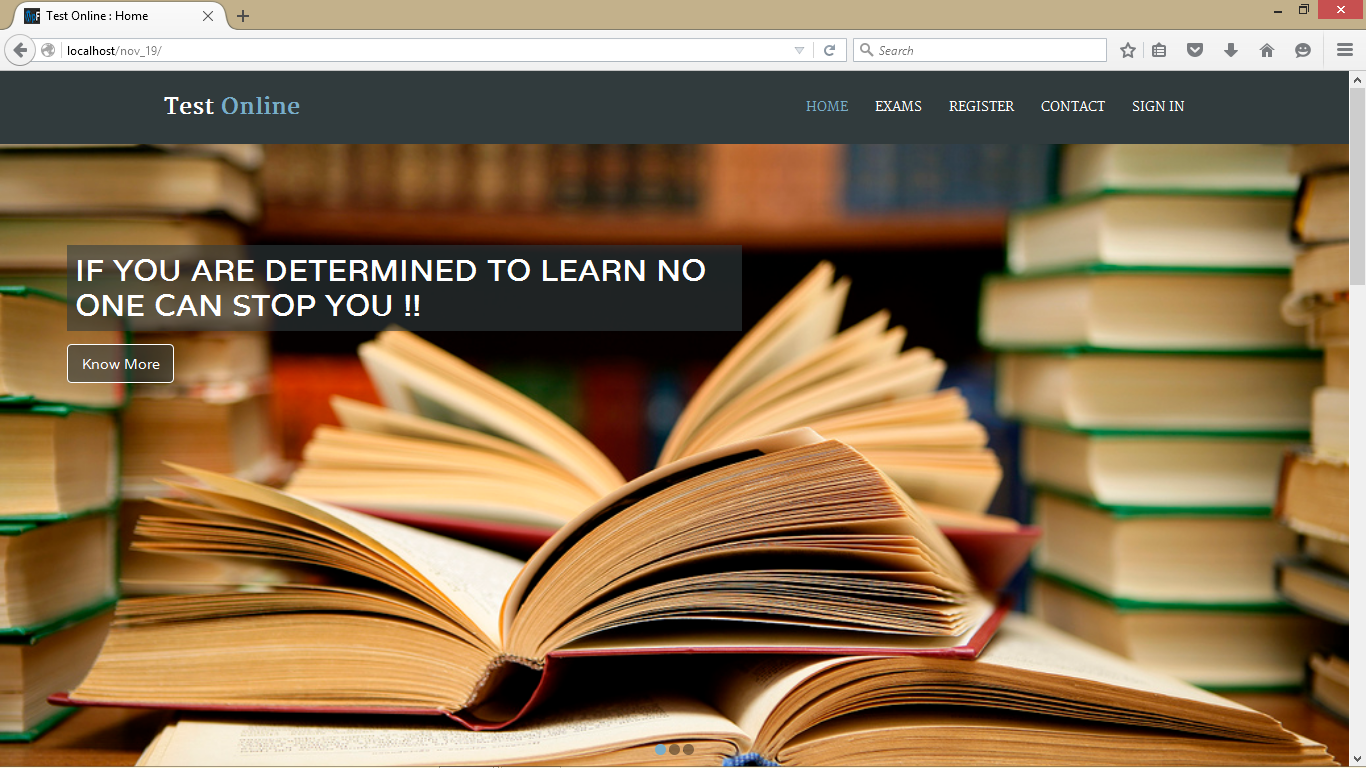 Test Online : Home
localhost/nov_19/
Search
Test Online
HOME EXAMS REGISTER CONTACT SIGN IN
IF YOU ARE DETERMINED TO LEARN NO
ONE CAN STOP YOU !!
Know More